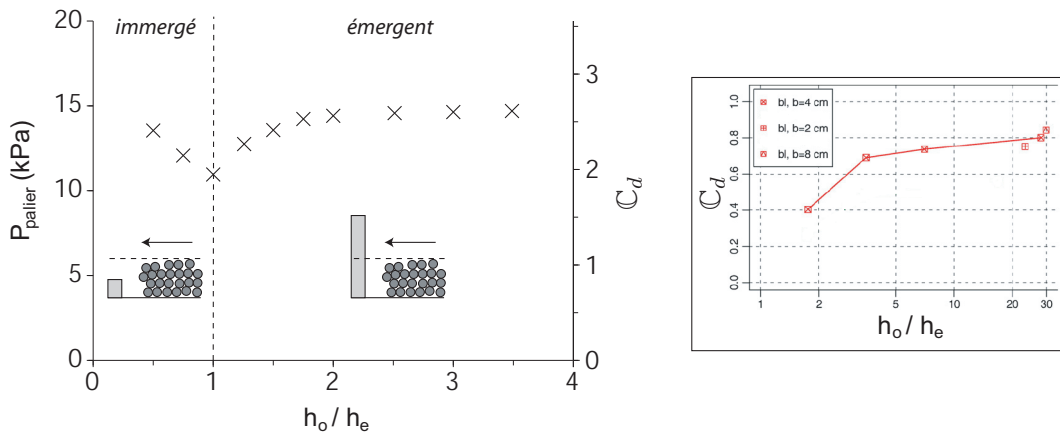 immergé
émergent
20
15
10
5
0
P_palier (kPa)
0
1
2
3
4
h_o / h_e
3
2
1
0
ℂ_d
bl, b=4 cm
bl, b=2 cm
bl, b=8 cm
1.0
0.8
0.6
0.4
0.2
0.0
ℂ_d
1
2
5
10
20
30
h_o / h_e